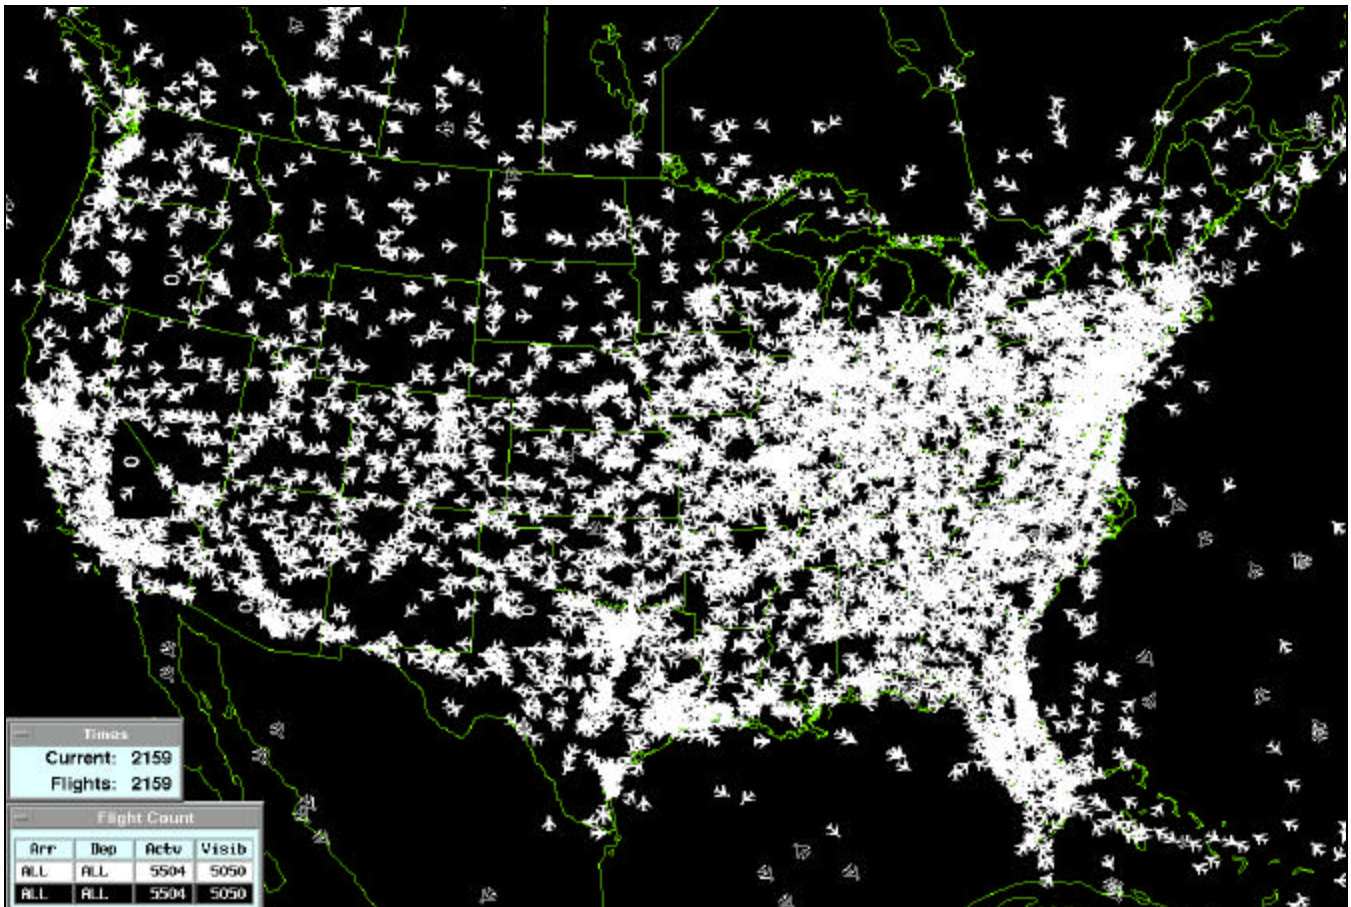 Times
Current: 2159
Flights: 2159
Flight Count
Arr Dep Actv Visib
ALL ALL 5504 5050
ALL ALL 5504 5050